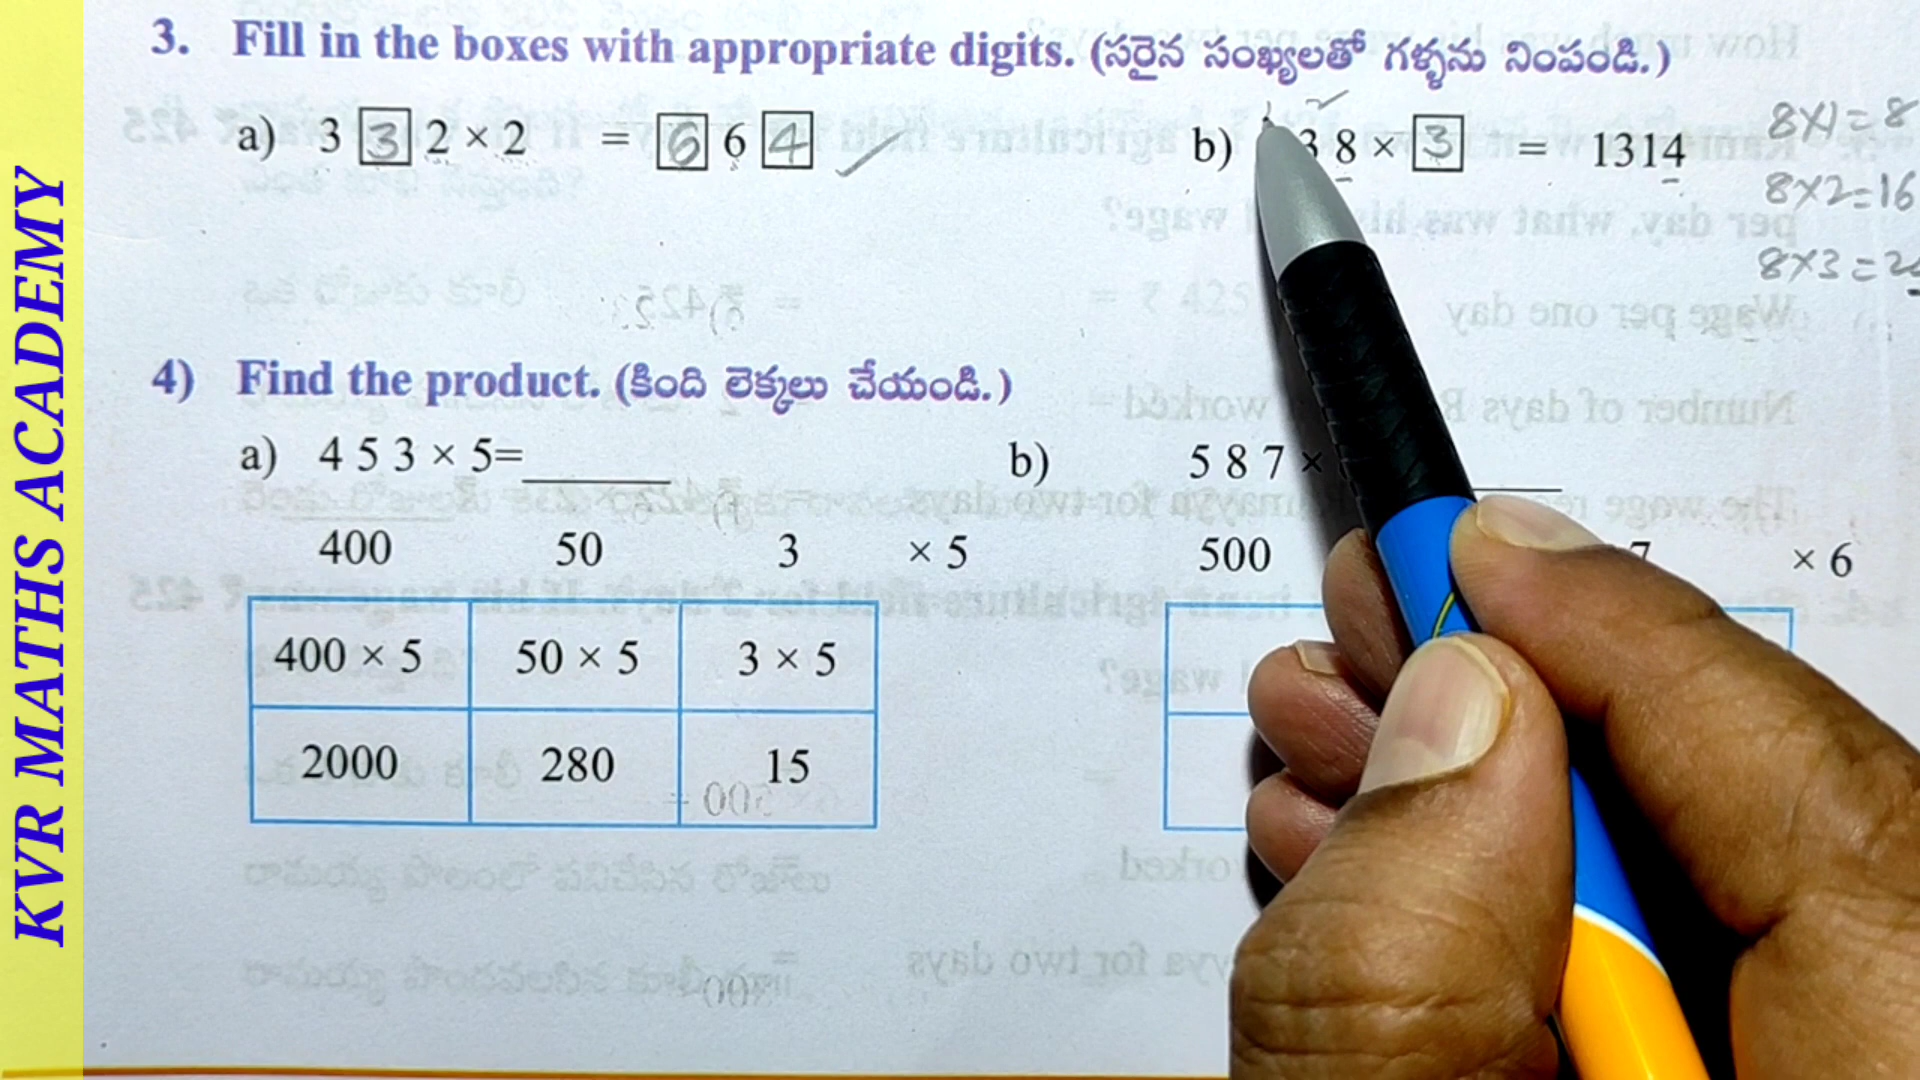 KVR MATHS ACADEMY
3. Fill in the boxes with appropriate digits. (సరైన సంఖ్యలతో గళ్ళను నింపండి.)
a) 3 3 2 × 2 = 6 6 4
b) 3 8 × 3 = 1314
8×1=8
8×2=16
8×3=
4) Find the product. (కింది లెక్కలు చేయండి.)
a) 4 5 3 × 5=
b) 5 8 7 ×
400 50 3 × 5
500 7 × 6
400 × 5 50 × 5 3 × 5
2000 280 15